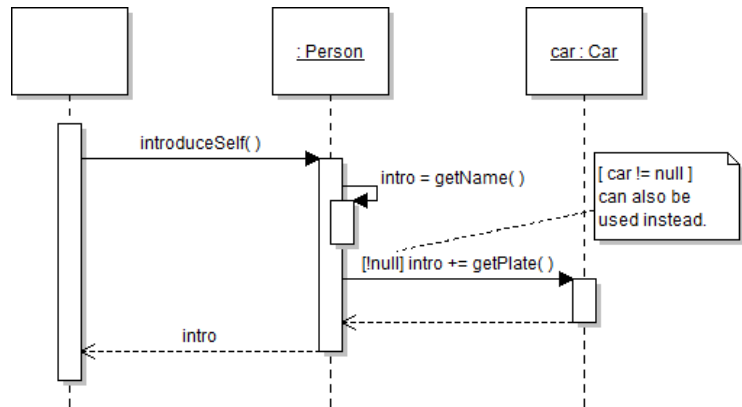 : Person
car : Car
introduceSelf( )
intro = getName( )
[ car != null ]
can also be
used instead.
[!null] intro += getPlate( )
intro